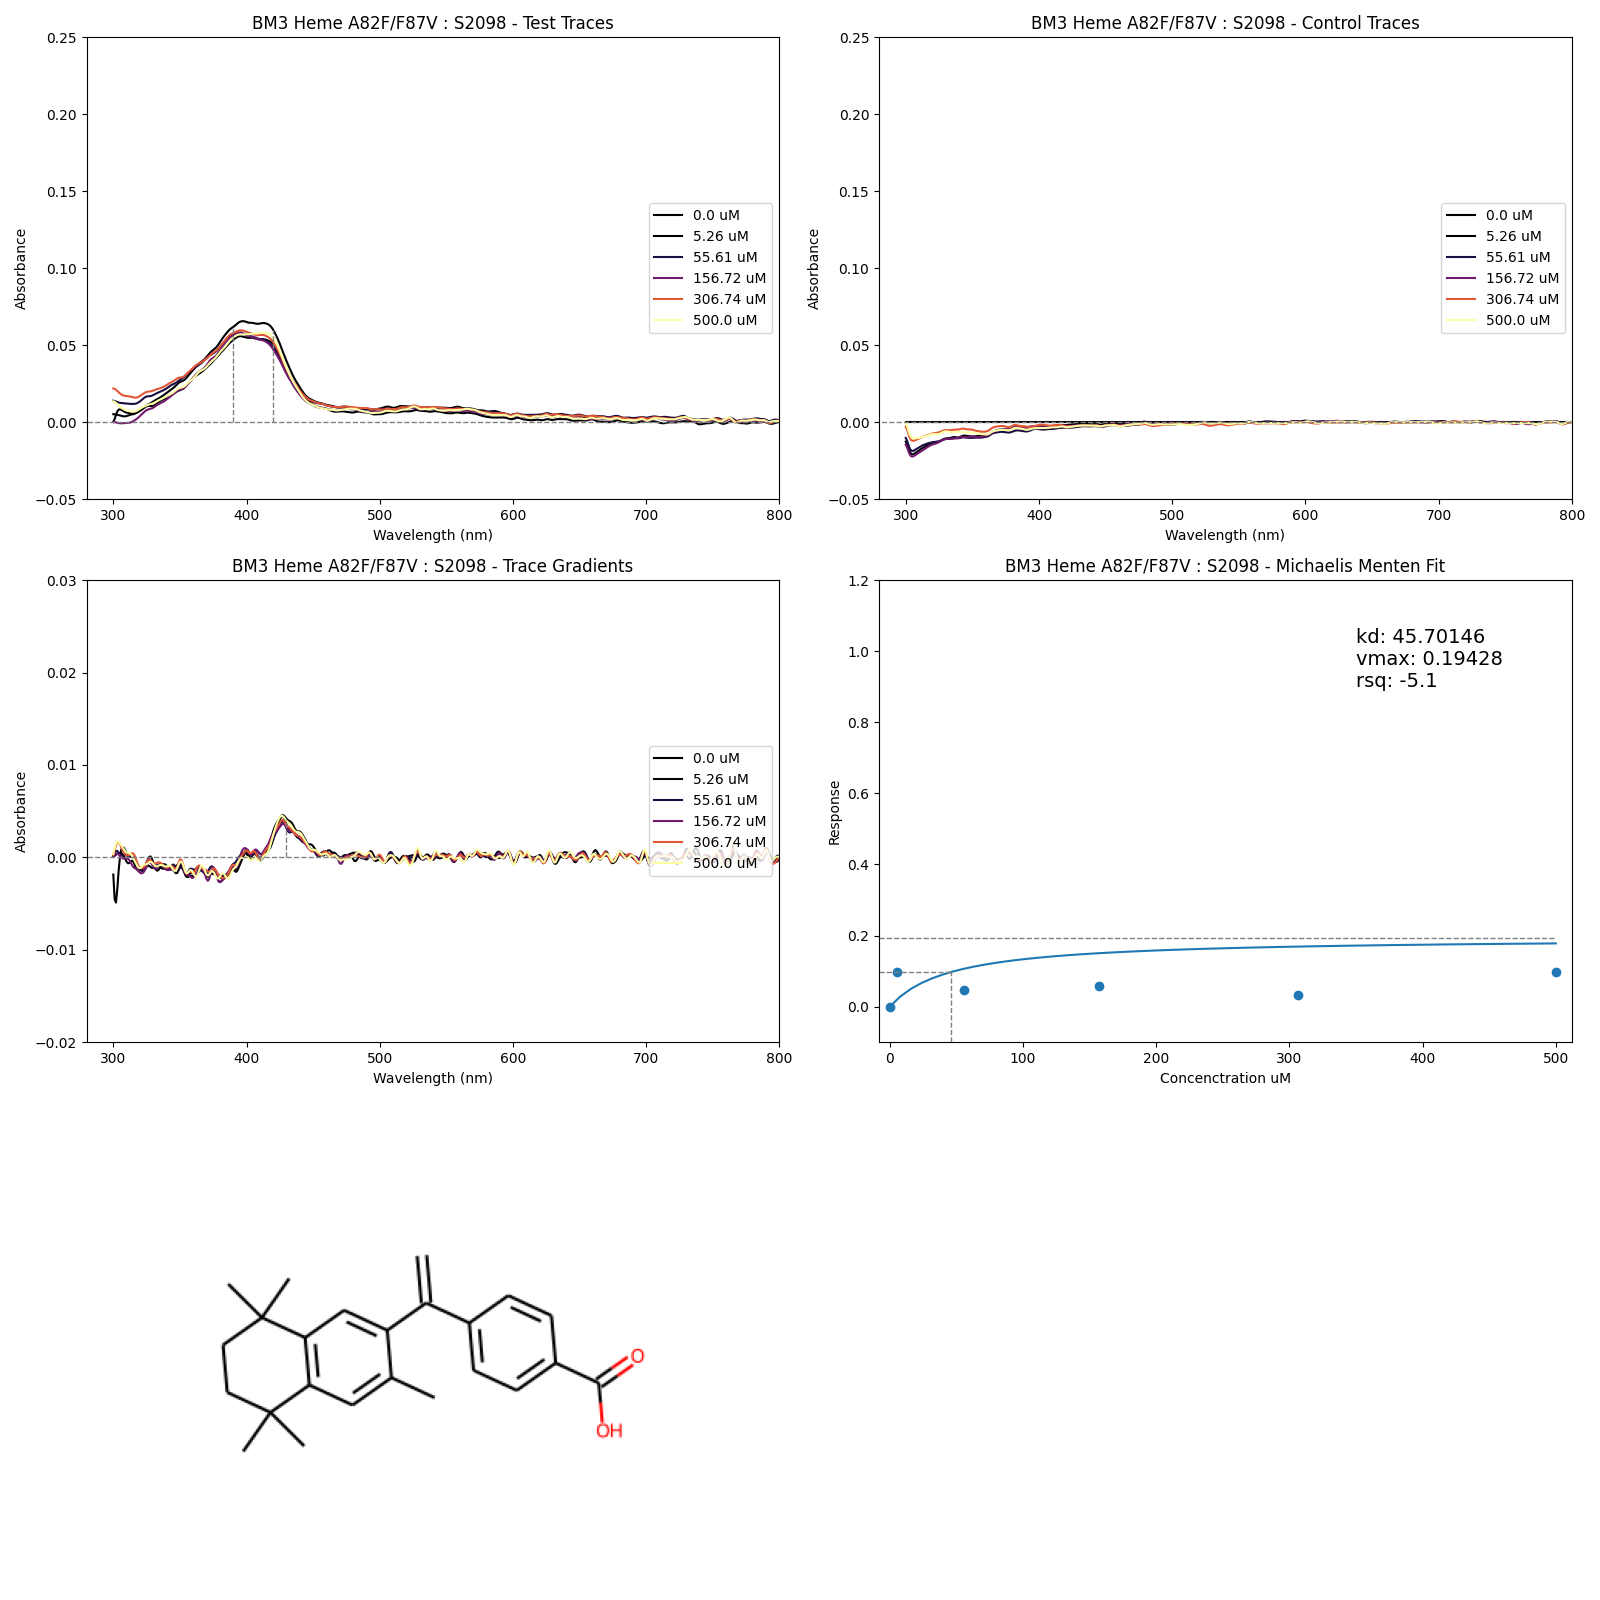 BM3 Heme A82F/F87V : S2098 - Test Traces
0.25
0.20
0.15
0.10
0.05
0.00
−0.05
Absorbance
300 400 500 600 700 800
Wavelength (nm)
0.0 uM
5.26 uM
55.61 uM
156.72 uM
306.74 uM
500.0 uM
BM3 Heme A82F/F87V : S2098 - Control Traces
0.25
0.20
0.15
0.10
0.05
0.00
−0.05
Absorbance
300 400 500 600 700 800
Wavelength (nm)
0.0 uM
5.26 uM
55.61 uM
156.72 uM
306.74 uM
500.0 uM
BM3 Heme A82F/F87V : S2098 - Trace Gradients
0.03
0.02
0.01
0.00
−0.01
−0.02
Absorbance
300 400 500 600 700 800
Wavelength (nm)
0.0 uM
5.26 uM
55.61 uM
156.72 uM
306.74 uM
500.0 uM
BM3 Heme A82F/F87V : S2098 - Michaelis Menten Fit
1.2
1.0
0.8
0.6
0.4
0.2
0.0
Response
0 100 200 300 400 500
Concenctration uM
kd: 45.70146
vmax: 0.19428
rsq: -5.1
O
OH